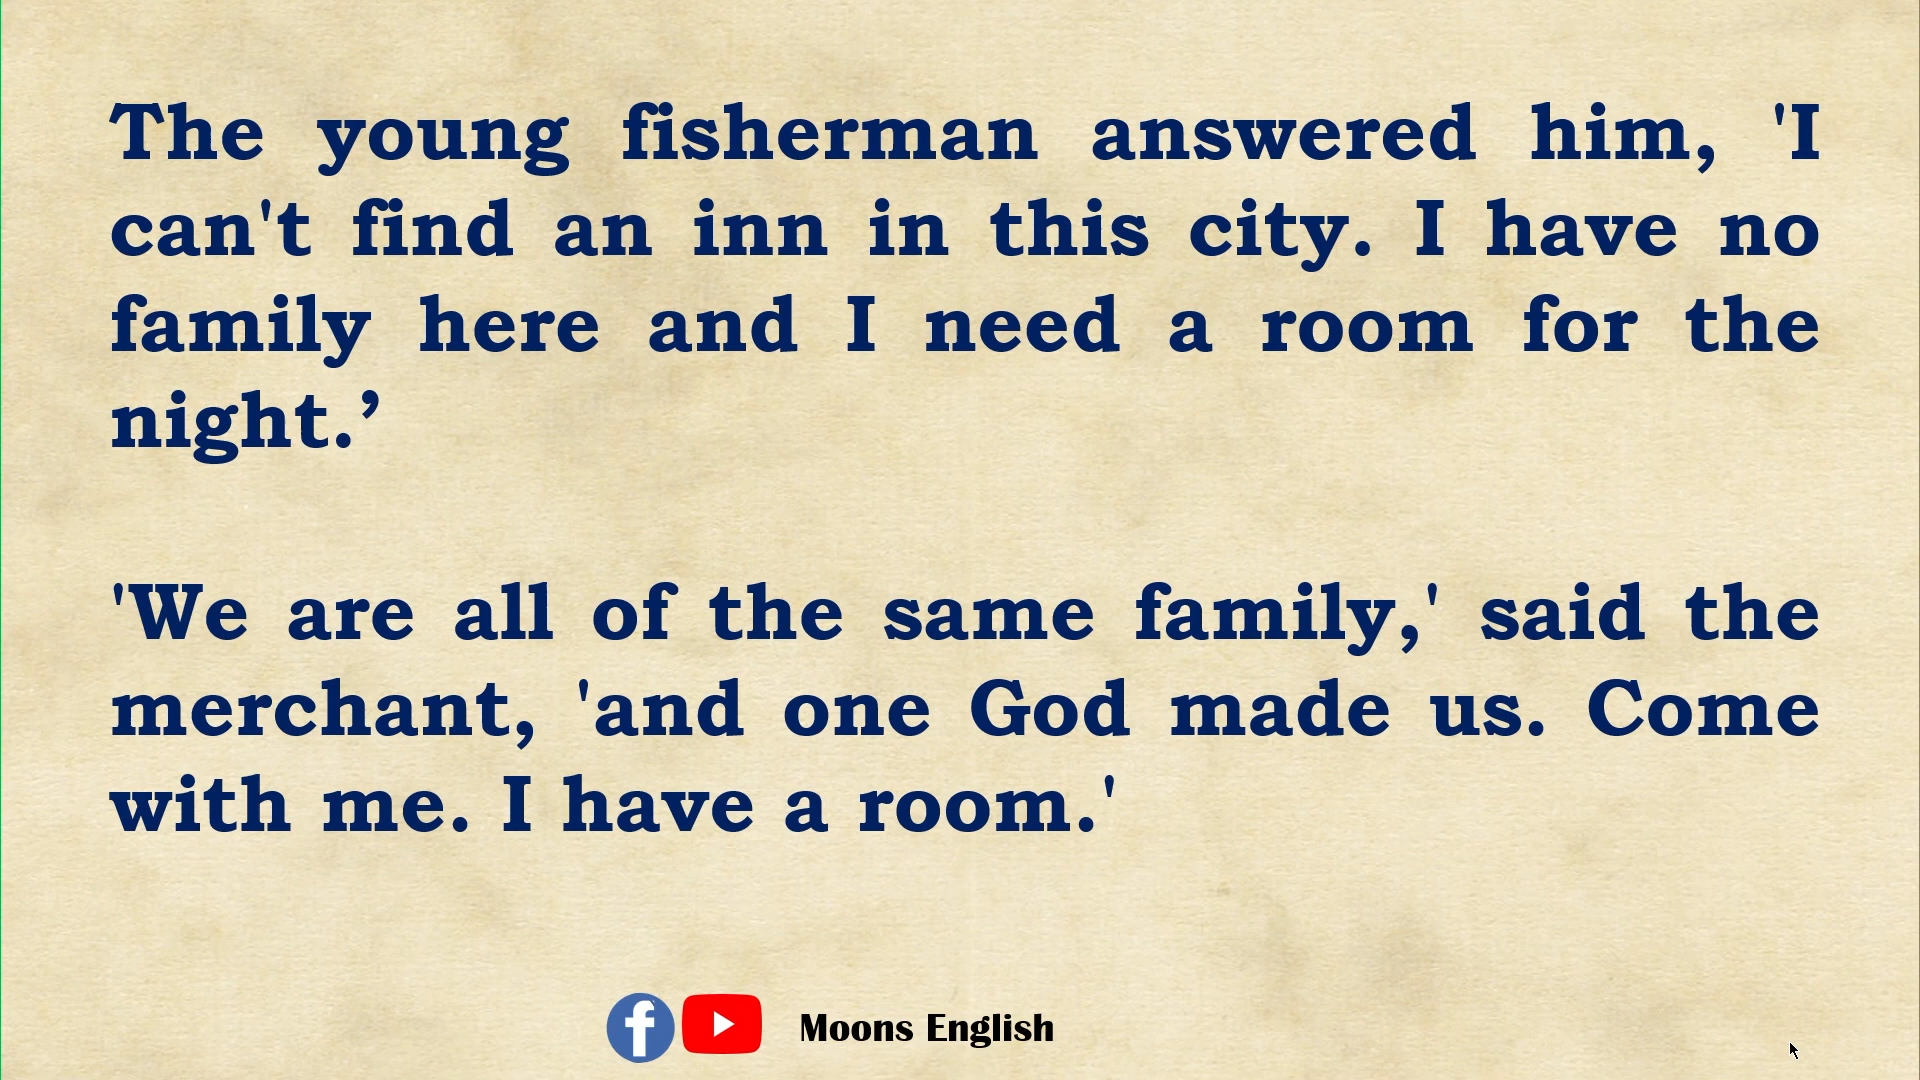 The young fisherman answered him, 'I
can't find an inn in this city. I have no
family here and I need a room for the
night.’
'We are all of the same family,' said the
merchant, 'and one God made us. Come
with me. I have a room.'
Moons English